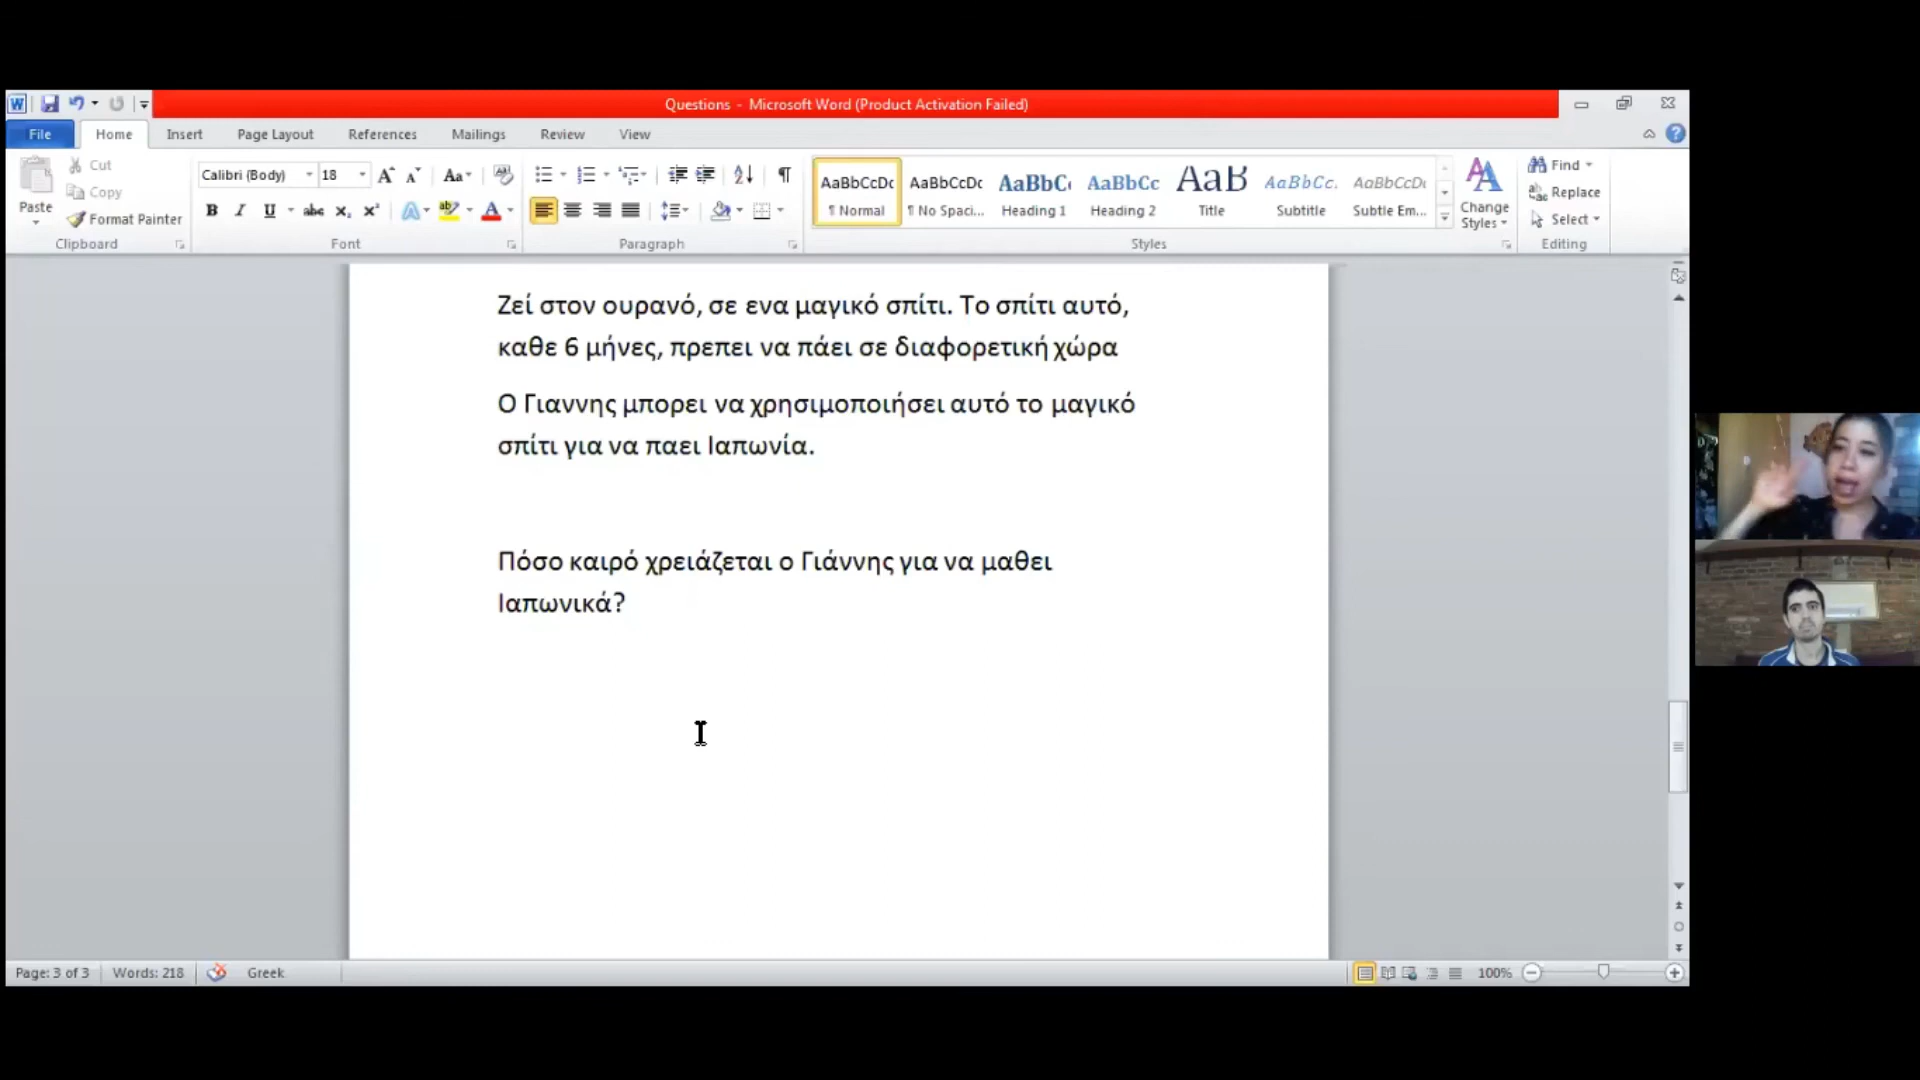 Questions - Microsoft Word (Product Activation Failed)
File Home Insert Page Layout References Mailings Review View
Cut
Copy
Format Painter
Paste
Clipboard
Calibri (Body) 18
Font
Paragraph
AaBbCcDc AaBbCcDc AaBbC AaBbCc AaB AaBbCc. AaBbCcDc
¶ Normal ¶ No Spaci... Heading 1 Heading 2 Title Subtitle Subtle Em...
Styles
Change
Styles
Find
Replace
Select
Editing
Ζεί στον ουρανό, σε ενα μαγικό σπίτι. Το σπίτι αυτό,
καθε 6 μήνες, πρεπει να πάει σε διαφορετική χώρα
Ο Γιαννης μπορει να χρησιμοποιήσει αυτό το μαγικό
σπίτι για να παει Ιαπωνία.
Πόσο καιρό χρειάζεται ο Γιάννης για να μαθει
Ιαπωνικά?
Page: 3 of 3 Words: 218 Greek 100%